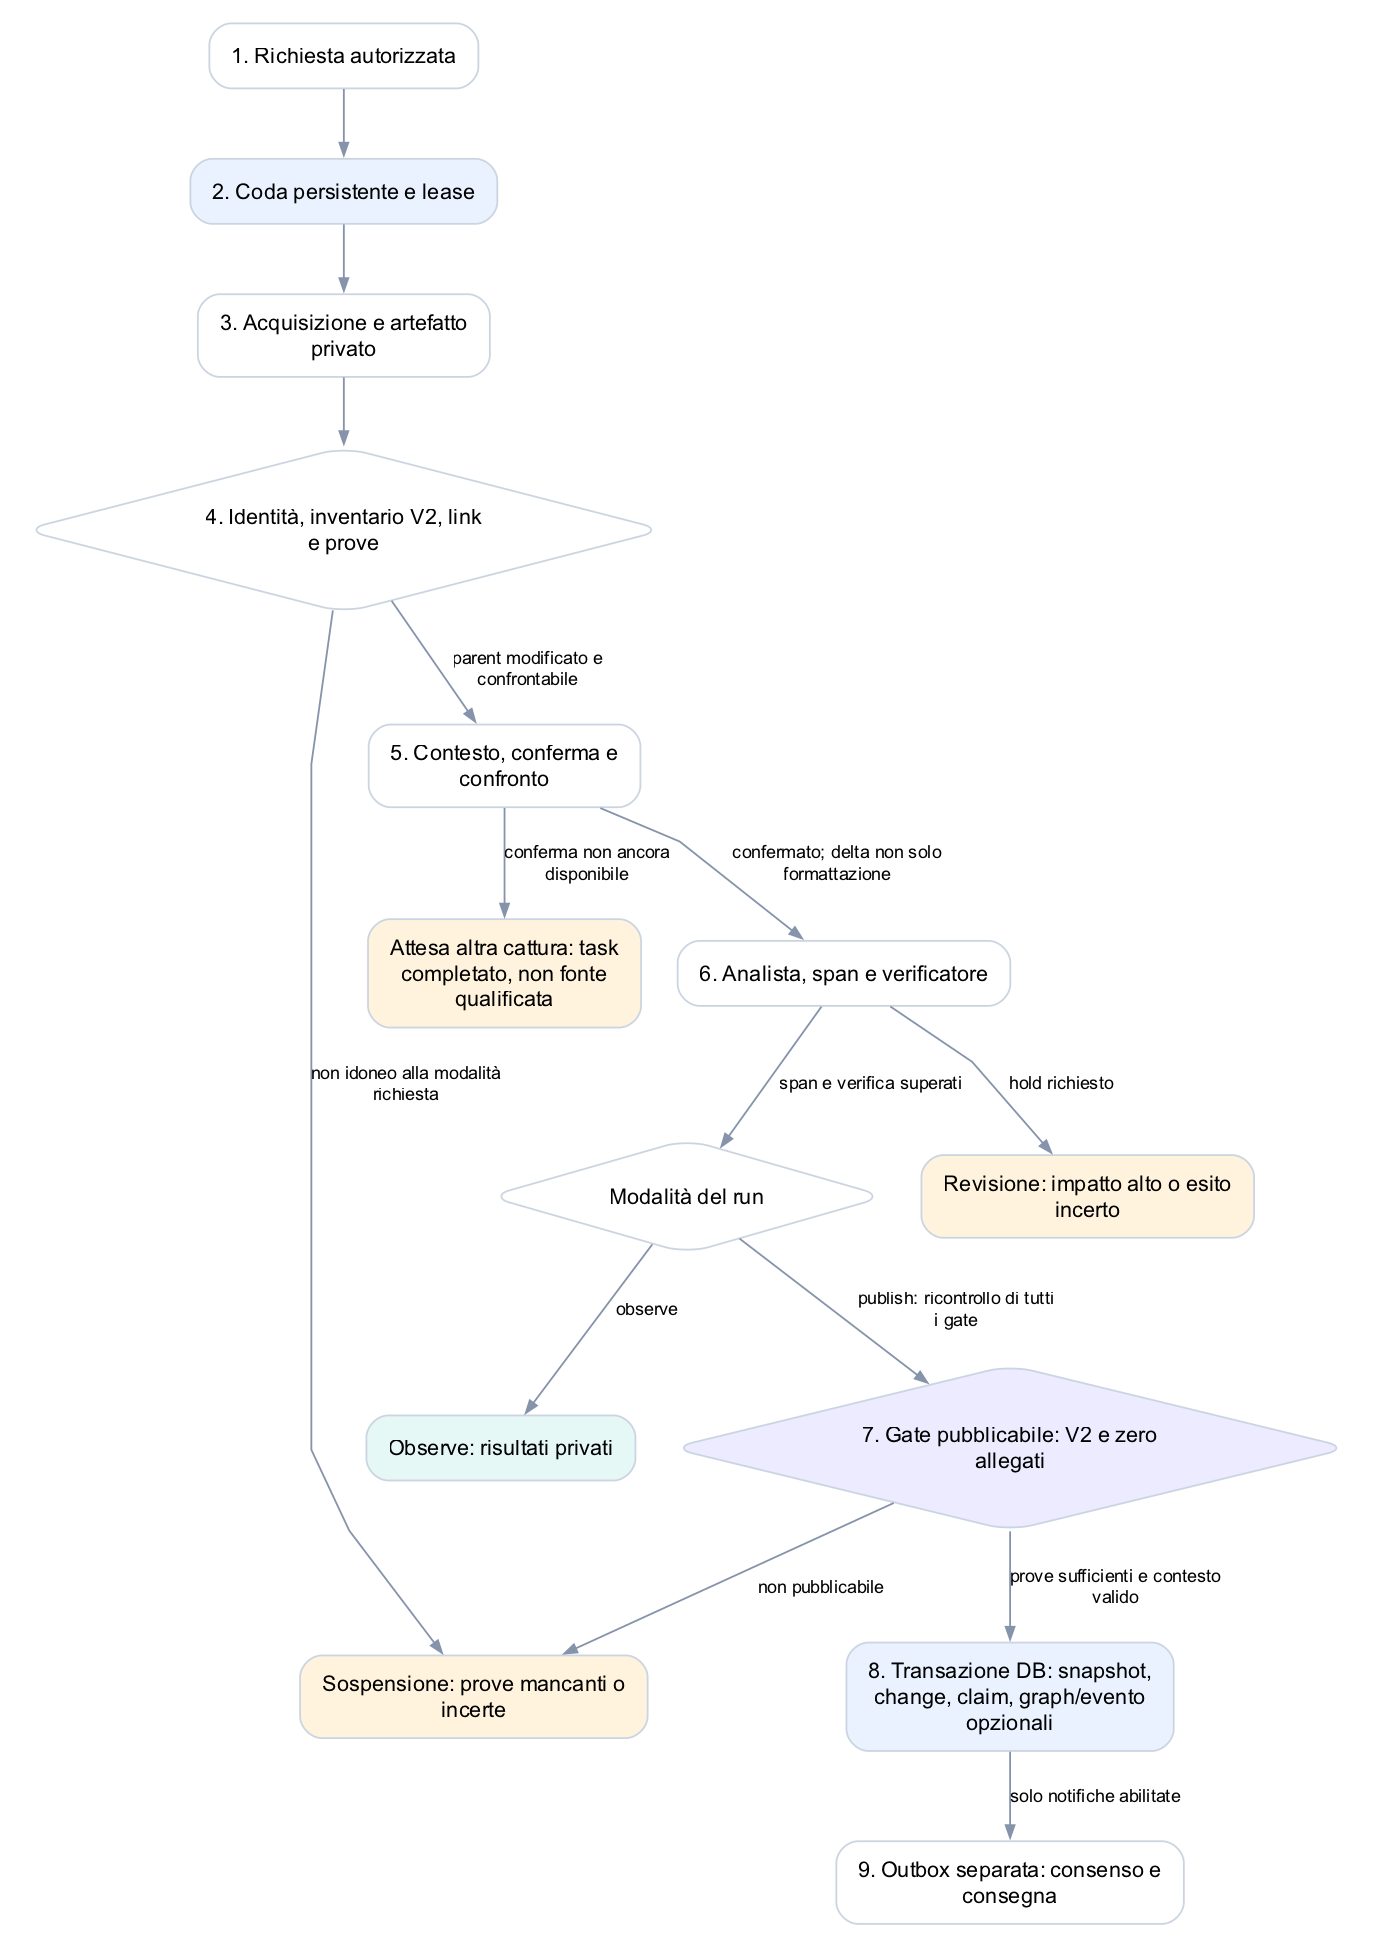 1. Richiesta autorizzata
2. Coda persistente e lease
3. Acquisizione e artefatto
privato
4. Identità, inventario V2, link
e prove
parent modificato e
confrontabile
5. Contesto, conferma e
confronto
conferma non ancora
disponibile
confermato; delta non solo
formattazione
Attesa altra cattura: task
completato, non fonte
qualificata
6. Analista, span e verificatore
non idoneo alla modalità
richiesta
span e verifica superati
hold richiesto
Modalità del run
Revisione: impatto alto o esito
incerto
observe
publish: ricontrollo di tutti
i gate
Observe: risultati privati
7. Gate pubblicabile: V2 e zero
allegati
non pubblicabile
prove sufficienti e contesto
valido
Sospensione: prove mancanti o
incerte
8. Transazione DB: snapshot,
change, claim, graph/evento
opzionali
solo notifiche abilitate
9. Outbox separata: consenso e
consegna